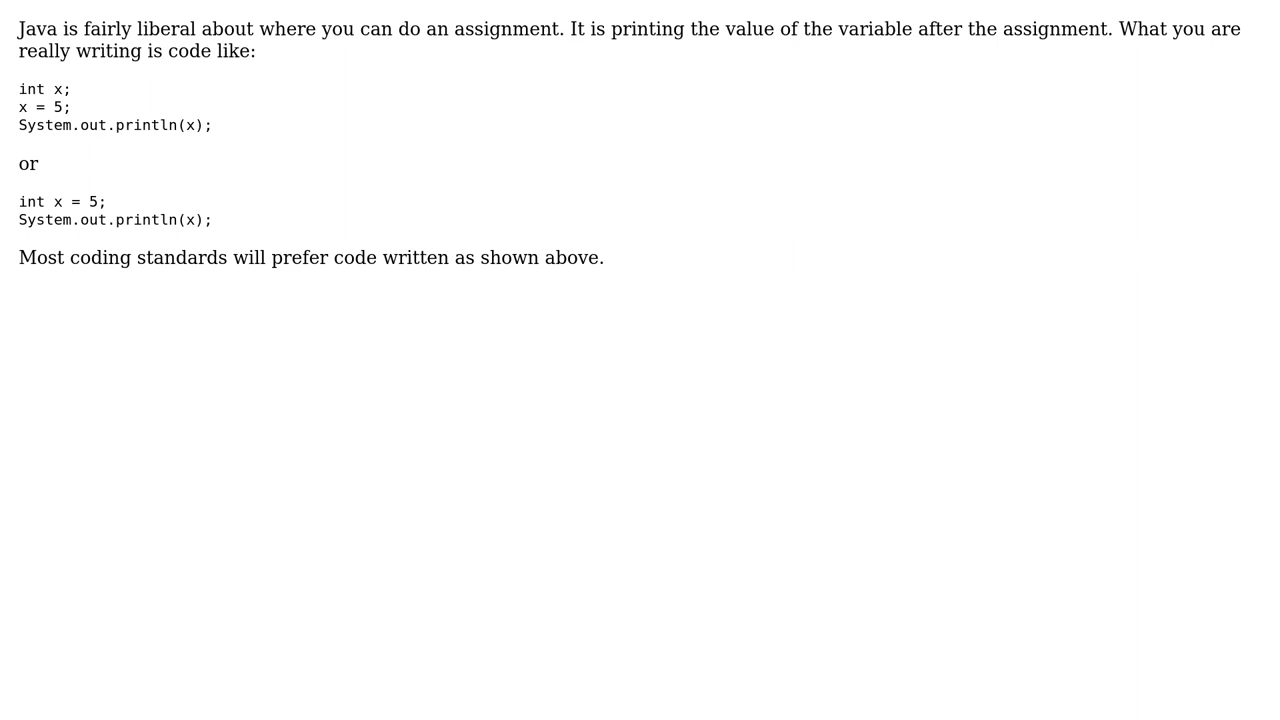 Java is fairly liberal about where you can do an assignment. It is printing the value of the variable after the assignment. What you are
really writing is code like:
int x;
x = 5;
System.out.println(x);
or
int x = 5;
System.out.println(x);
Most coding standards will prefer code written as shown above.